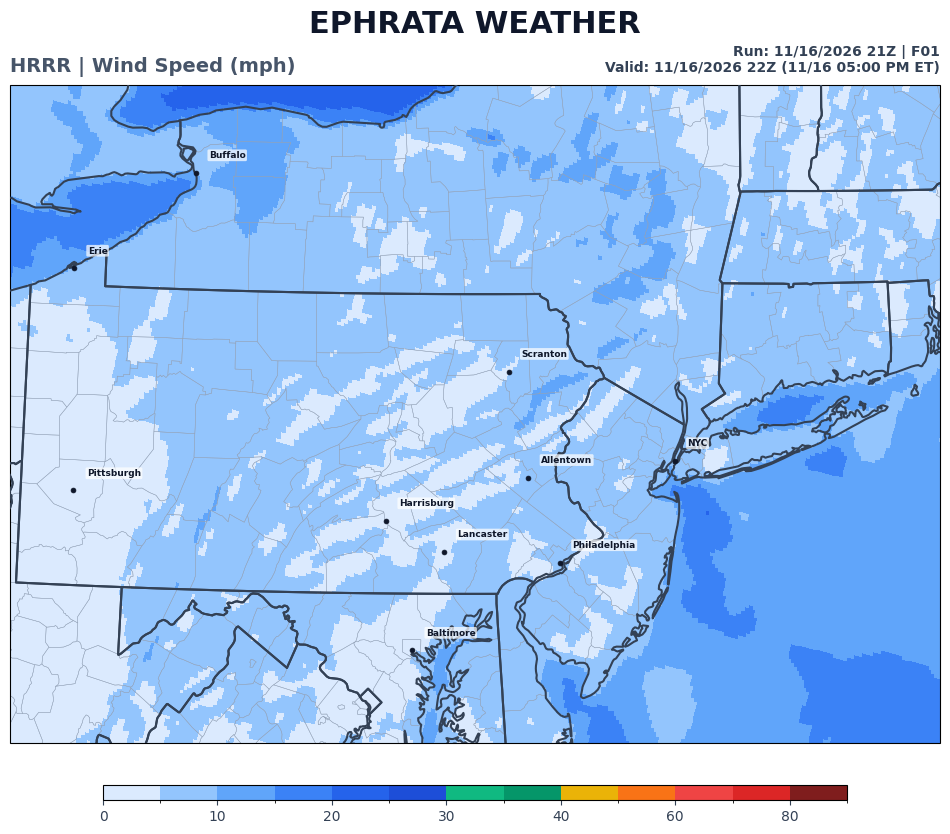 EPHRATA WEATHER
HRRR | Wind Speed (mph)
Run: 11/16/2026 21Z | F01
Valid: 11/16/2026 22Z (11/16 05:00 PM ET)
Buffalo
Erie
Scranton
NYC
Allentown
Pittsburgh
Harrisburg
Lancaster
Philadelphia
Baltimore
0 10 20 30 40 50 60 70 80